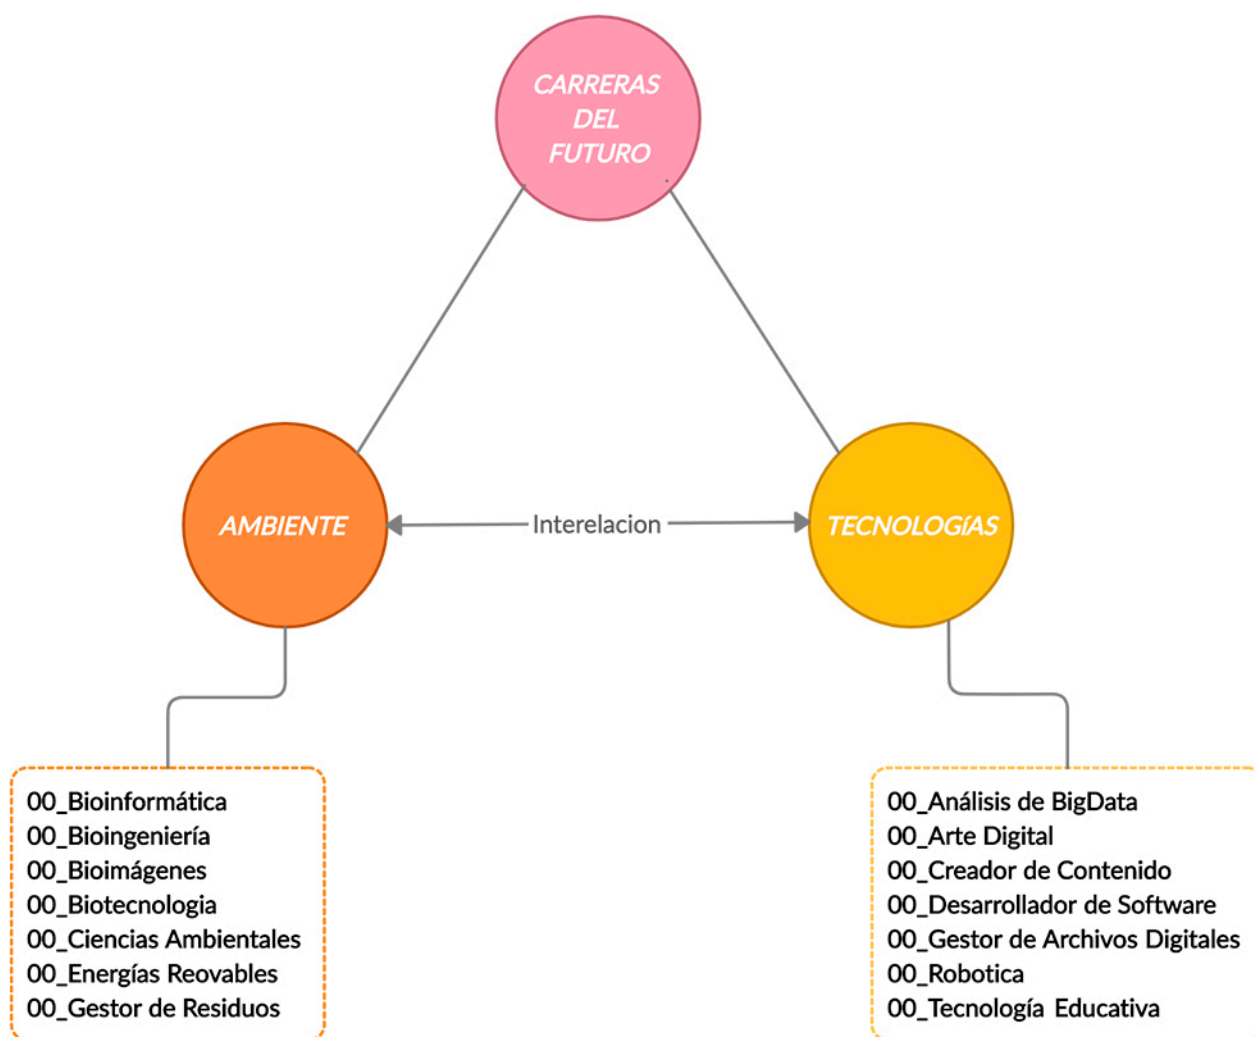 CARRERAS
DEL
FUTURO
AMBIENTE
Interelacion
TECNOLOGíAS
00_Bioinformática
00_Bioingeniería
00_Bioimágenes
00_Biotecnologia
00_Ciencias Ambientales
00_Energías Reovables
00_Gestor de Residuos
00_Análisis de BigData
00_Arte Digital
00_Creador de Contenido
00_Desarrollador de Software
00_Gestor de Archivos Digitales
00_Robotica
00_Tecnología Educativa